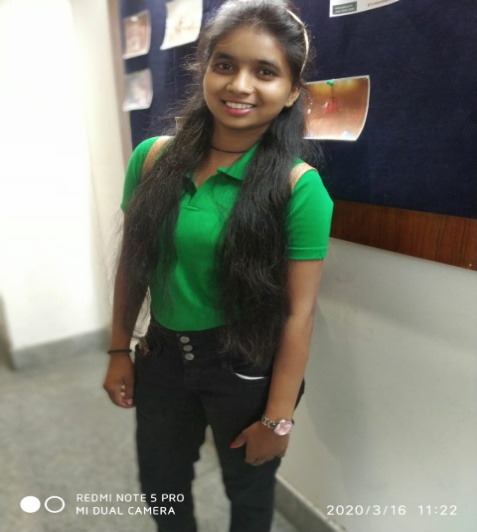 REDMI NOTE 5 PRO
MI DUAL CAMERA
2020/3/16 11:22